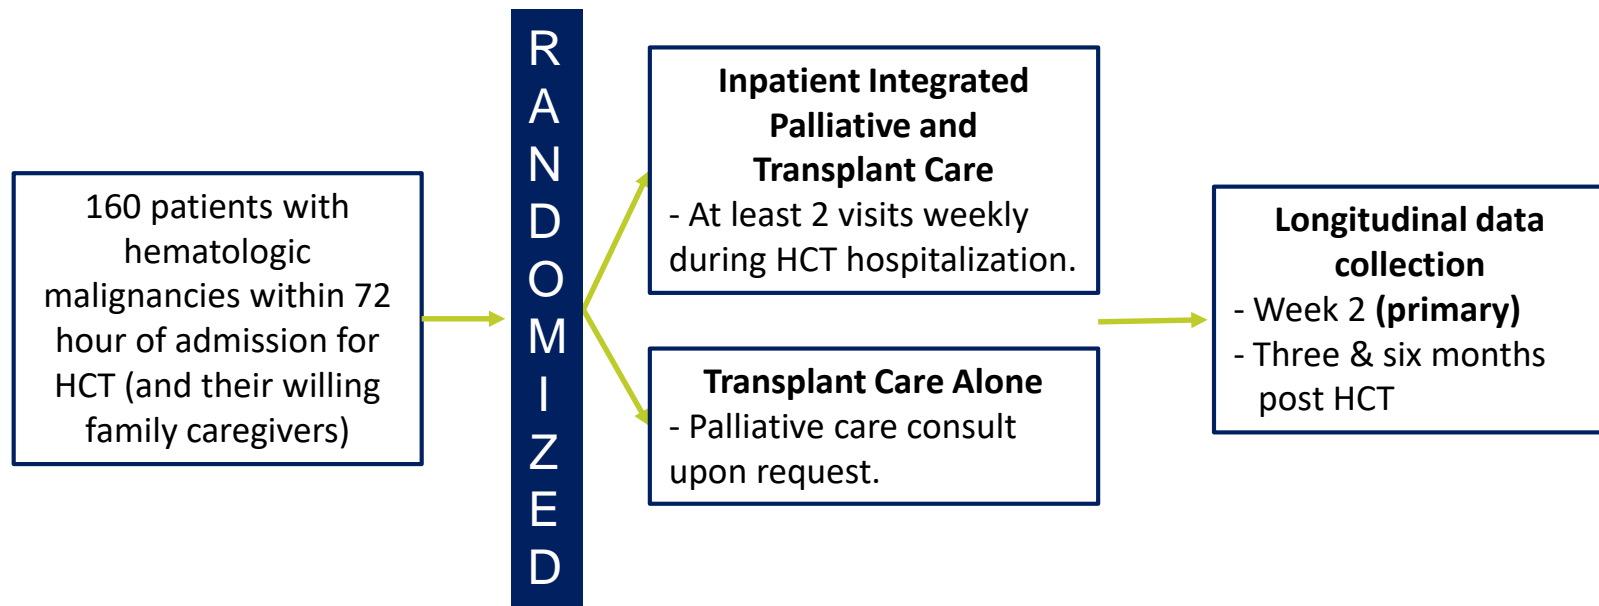 160 patients with
hematologic
malignancies within 72
hour of admission for
HCT (and their willing
family caregivers)
R
A
N
D
O
M
I
Z
E
D
Inpatient Integrated
Palliative and
Transplant Care
- At least 2 visits weekly
during HCT hospitalization.
Transplant Care Alone
- Palliative care consult
upon request.
Longitudinal data
collection
- Week 2 (primary)
- Three & six months
post HCT